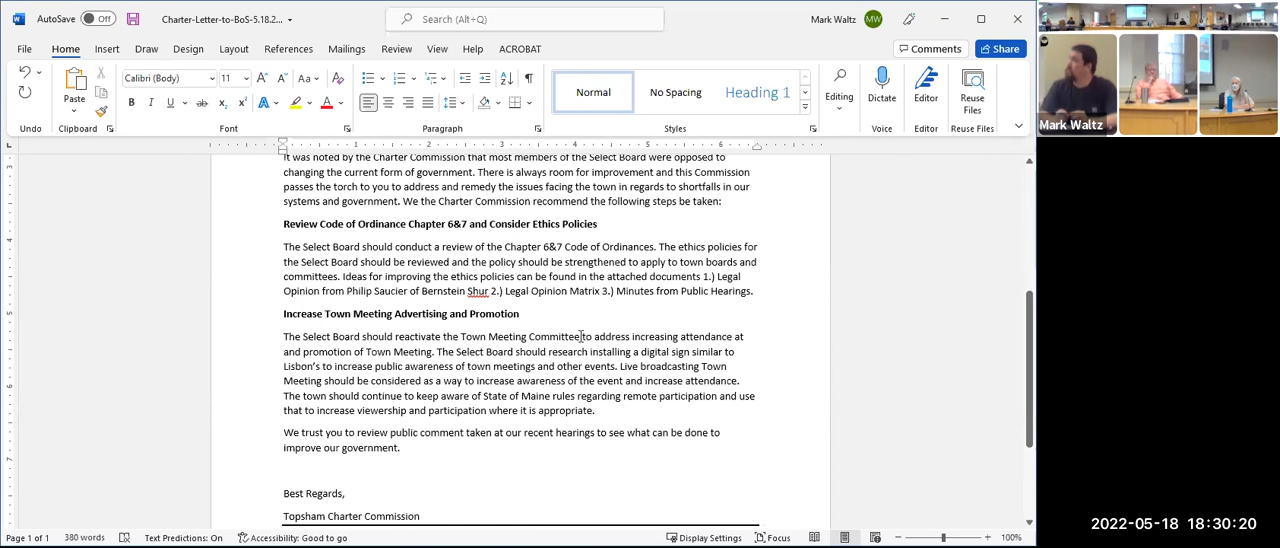 AutoSave Off Charter-Letter-to-BoS-5.18.2... Search (Alt+Q) Mark Waltz MW
File Home Insert Draw Design Layout References Mailings Review View Help ACROBAT Comments Share
Calibri (Body) 11 Aa
Paste B I U ab x₂ x² A A Normal No Spacing Heading 1 Editing Dictate Editor Reuse Files
Undo Clipboard Font Paragraph Styles Voice Editor Reuse Files
Mark Waltz
1 2 3 4 5 6
It was noted by the Charter Commission that most members of the Select Board were opposed to
changing the current form of government. There is always room for improvement and this Commission
passes the torch to you to address and remedy the issues facing the town in regards to shortfalls in our
systems and government. We the Charter Commission recommend the following steps be taken:
Review Code of Ordinance Chapter 6&7 and Consider Ethics Policies
The Select Board should conduct a review of the Chapter 6&7 Code of Ordinances. The ethics policies for
the Select Board should be reviewed and the policy should be strengthened to apply to town boards and
committees. Ideas for improving the ethics policies can be found in the attached documents 1.) Legal
Opinion from Philip Saucier of Bernstein Shur 2.) Legal Opinion Matrix 3.) Minutes from Public Hearings.
Increase Town Meeting Advertising and Promotion
The Select Board should reactivate the Town Meeting Committee to address increasing attendance at
and promotion of Town Meeting. The Select Board should research installing a digital sign similar to
Lisbon's to increase public awareness of town meetings and other events. Live broadcasting Town
Meeting should be considered as a way to increase awareness of the event and increase attendance.
The town should continue to keep aware of State of Maine rules regarding remote participation and use
that to increase viewership and participation where it is appropriate.
We trust you to review public comment taken at our recent hearings to see what can be done to
improve our government.
Best Regards,
Topsham Charter Commission
2022-05-18 18:30:20
Page 1 of 1 380 words Text Predictions: On Accessibility: Good to go Display Settings Focus 100%